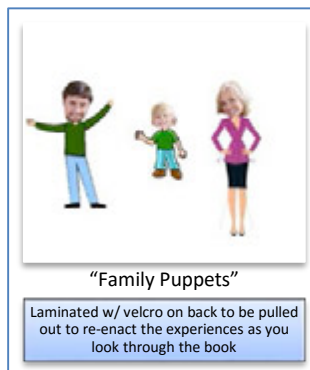 “Family Puppets”
Laminated w/ velcro on back to be pulled
out to re-enact the experiences as you
look through the book